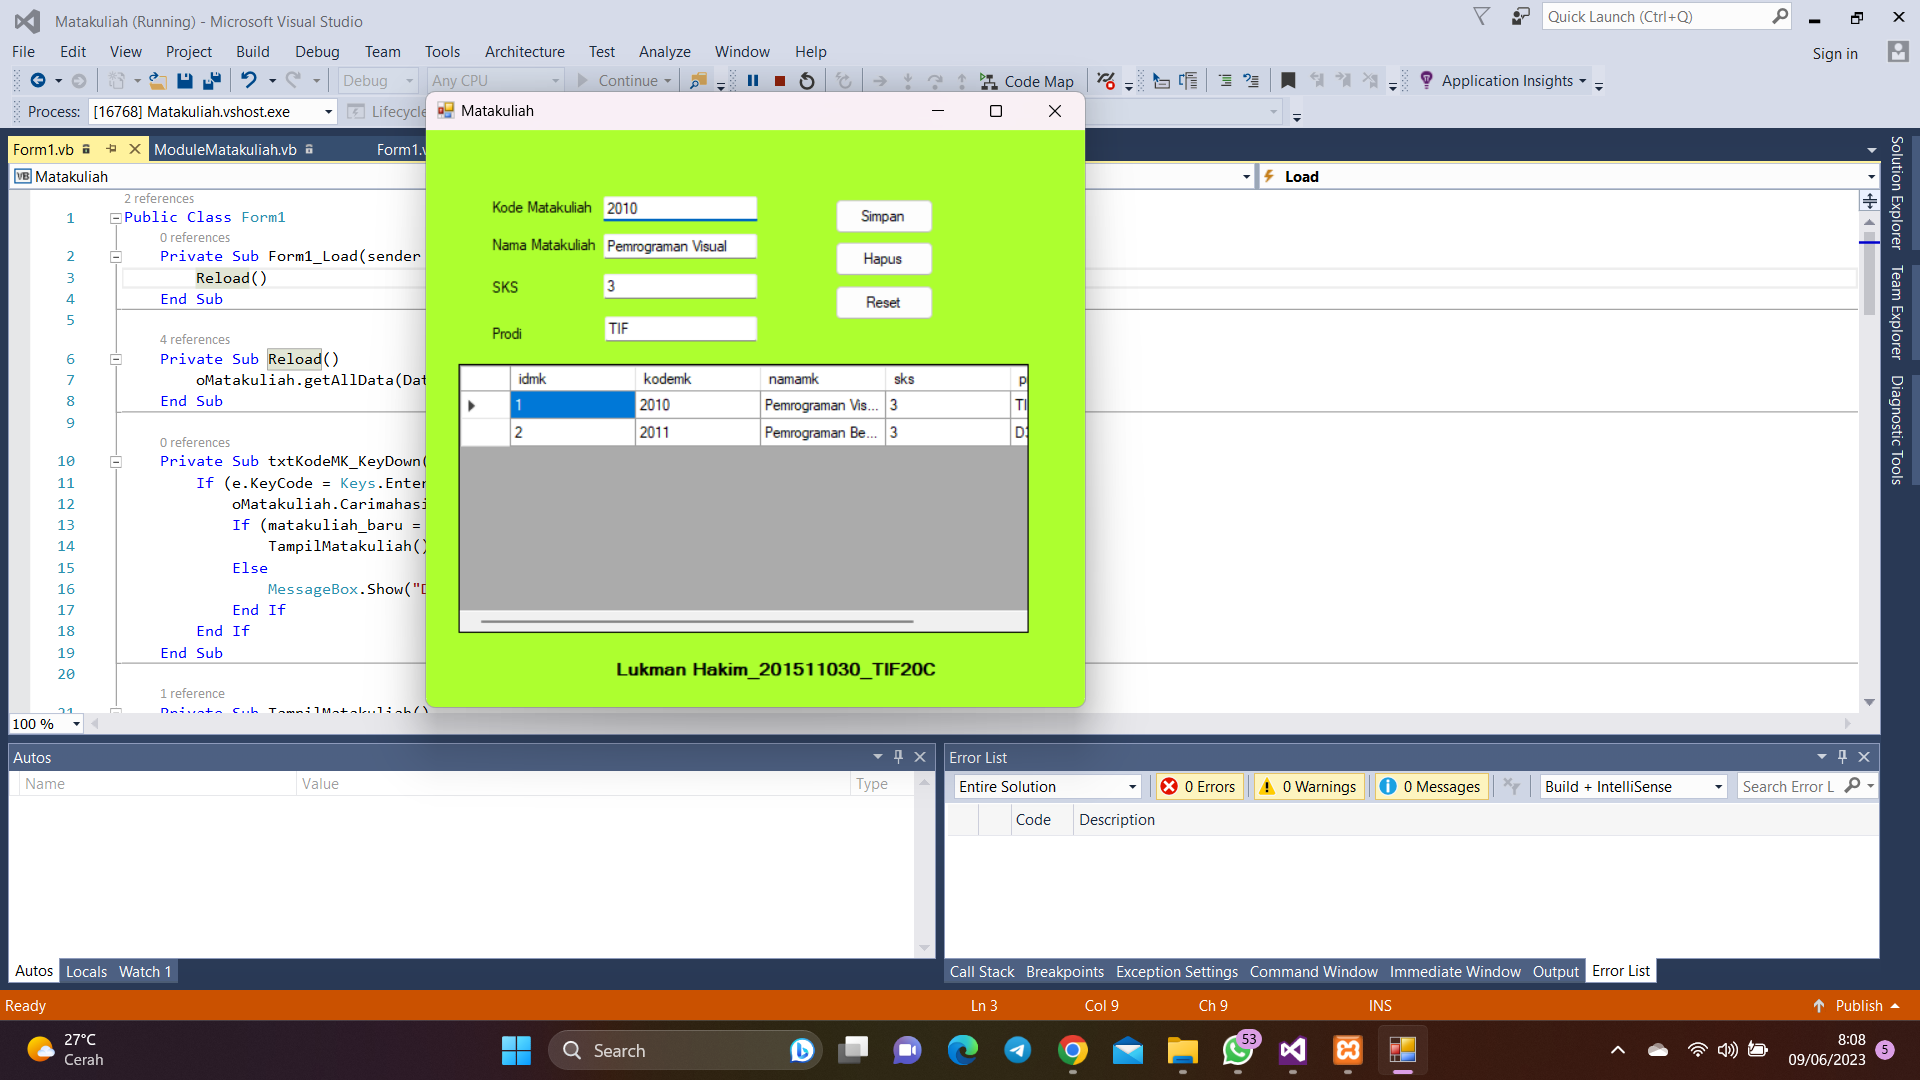 Matakuliah (Running) - Microsoft Visual Studio
Quick Launch (Ctrl+Q)
File Edit View Project Build Debug Team Tools Architecture Test Analyze Window Help
Sign in
Debug Any CPU Continue Code Map Application Insights
Process: [16768] Matakuliah.vshost.exe Lifecycle
Matakuliah
Form1.vb ModuleMatakuliah.vb Form1.v
Matakuliah Load
2 references
1 Public Class Form1
0 references
2 Private Sub Form1_Load(sender
3 Reload()
4 End Sub
5
4 references
6 Private Sub Reload()
7 oMatakuliah.getAllData(Dat
8 End Sub
9
0 references
10 Private Sub txtKodeMK_KeyDown(
11 If (e.KeyCode = Keys.Enter
12 oMatakuliah.Carimahasi
13 If (matakuliah_baru =
14 TampilMatakuliah()
15 Else
16 MessageBox.Show("D
17 End If
18 End If
19 End Sub
20
1 reference
21 Private Sub TampilMatakuliah()
100 %
Kode Matakuliah 2010 Simpan
Nama Matakuliah Pemrograman Visual Hapus
SKS 3 Reset
Prodi TIF
idmk kodemk namamk sks p
1 2010 Pemrograman Vis... 3 TI
2 2011 Pemrograman Be... 3 D3
Lukman Hakim_201511030_TIF20C
Solution Explorer
Team Explorer
Diagnostic Tools
Autos
Name Value Type
Autos Locals Watch 1
Error List
Entire Solution 0 Errors 0 Warnings 0 Messages Build + IntelliSense Search Error L
Code Description
Call Stack Breakpoints Exception Settings Command Window Immediate Window Output Error List
Ready Ln 3 Col 9 Ch 9 INS Publish
27°C
Cerah
Search
53
8:08
09/06/2023
5